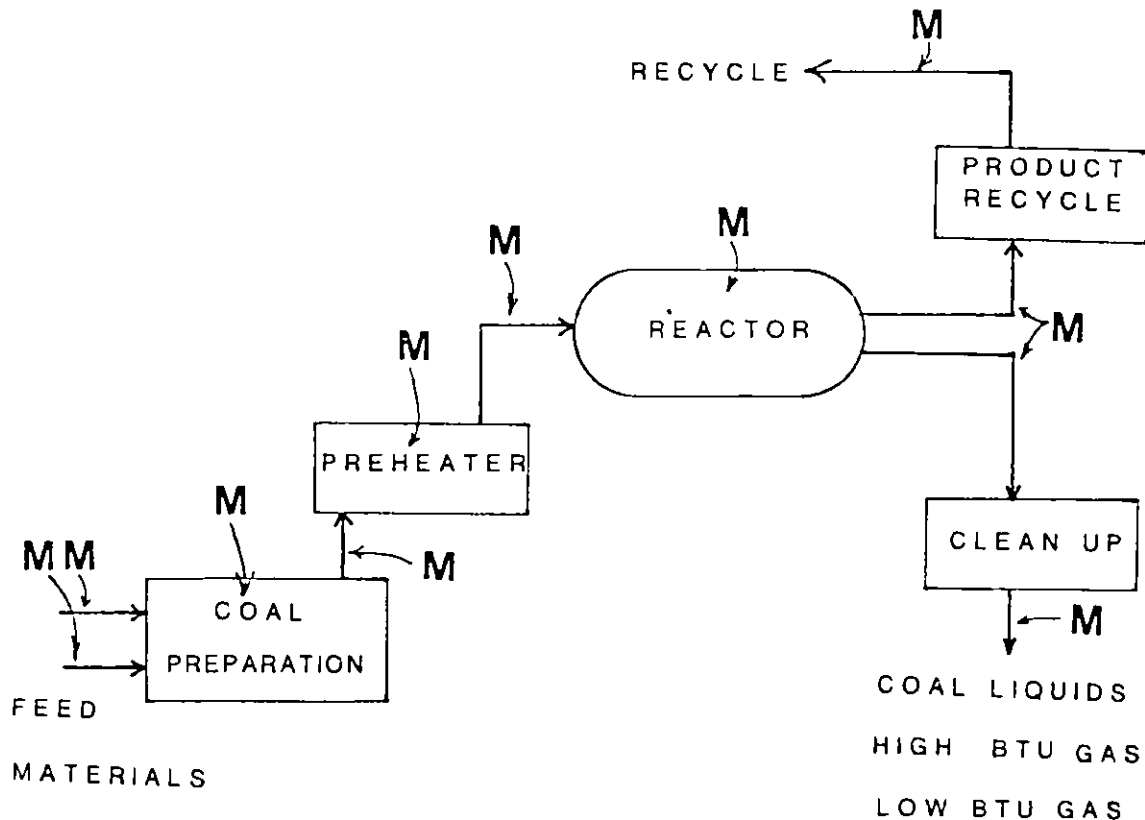 M
RECYCLE
PRODUCT
RECYCLE
M
M
REACTOR
M
M
PREHEATER
M
M
CLEAN UP
M M
COAL
PREPARATION
M
FEED
MATERIALS
COAL LIQUIDS
HIGH BTU GAS
LOW BTU GAS